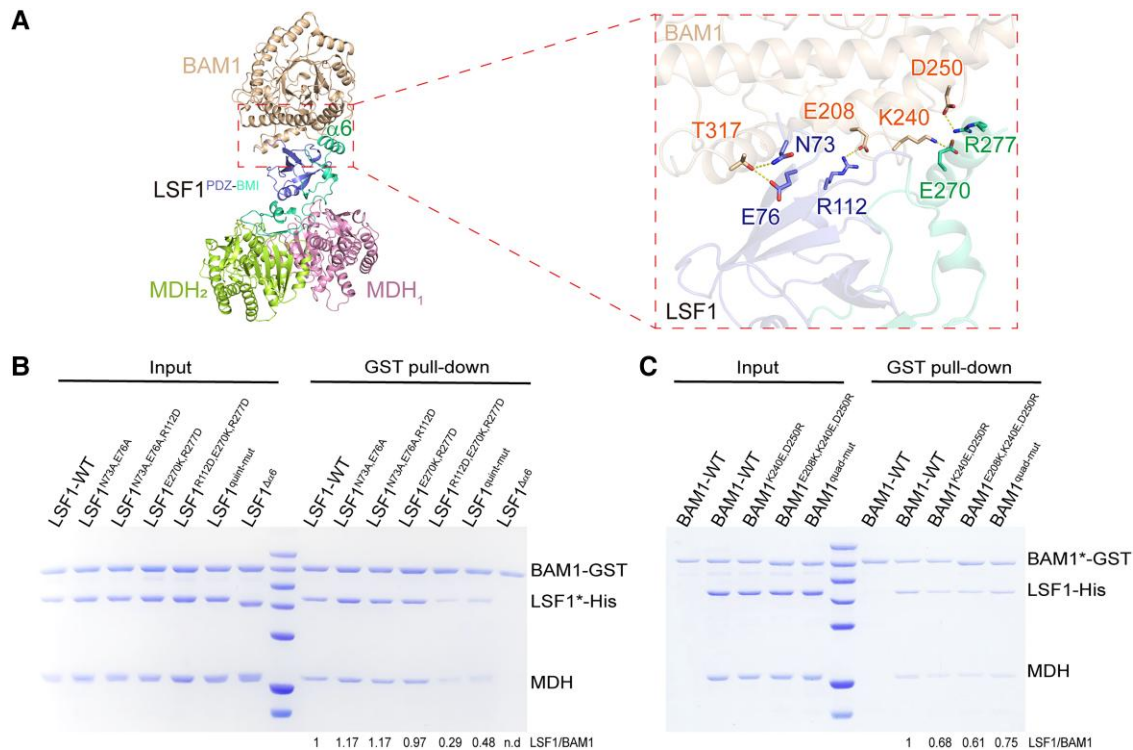 A
BAM1
α6
LSF1PDZ-BMI
MDH₂
MDH₁
BAM1
D250
E208
K240
T317
N73
R277
E76
R112
E270
LSF1
B
Input
GST pull-down
LSF1-WT
LSF1N73A,E76A
LSF1N73A,E76A,R112D
LSF1E270K,R277D
LSF1R112D,E270K,R277D
LSF1quint-mut
LSF1Δα6
LSF1-WT
LSF1N73A,E76A
LSF1N73A,E76A,R112D
LSF1E270K,R277D
LSF1R112D,E270K,R277D
LSF1quint-mut
LSF1Δα6
BAM1-GST
LSF1*-His
MDH
1 1.17 1.17 0.97 0.29 0.48 n.d LSF1/BAM1
C
Input
GST pull-down
BAM1-WT
BAM1-WT
BAM1K240E,D250R
BAM1E208K,K240E,D250R
BAM1quad-mut
BAM1-WT
BAM1-WT
BAM1K240E,D250R
BAM1E208K,K240E,D250R
BAM1quad-mut
BAM1*-GST
LSF1-His
MDH
1 0.68 0.61 0.75 LSF1/BAM1